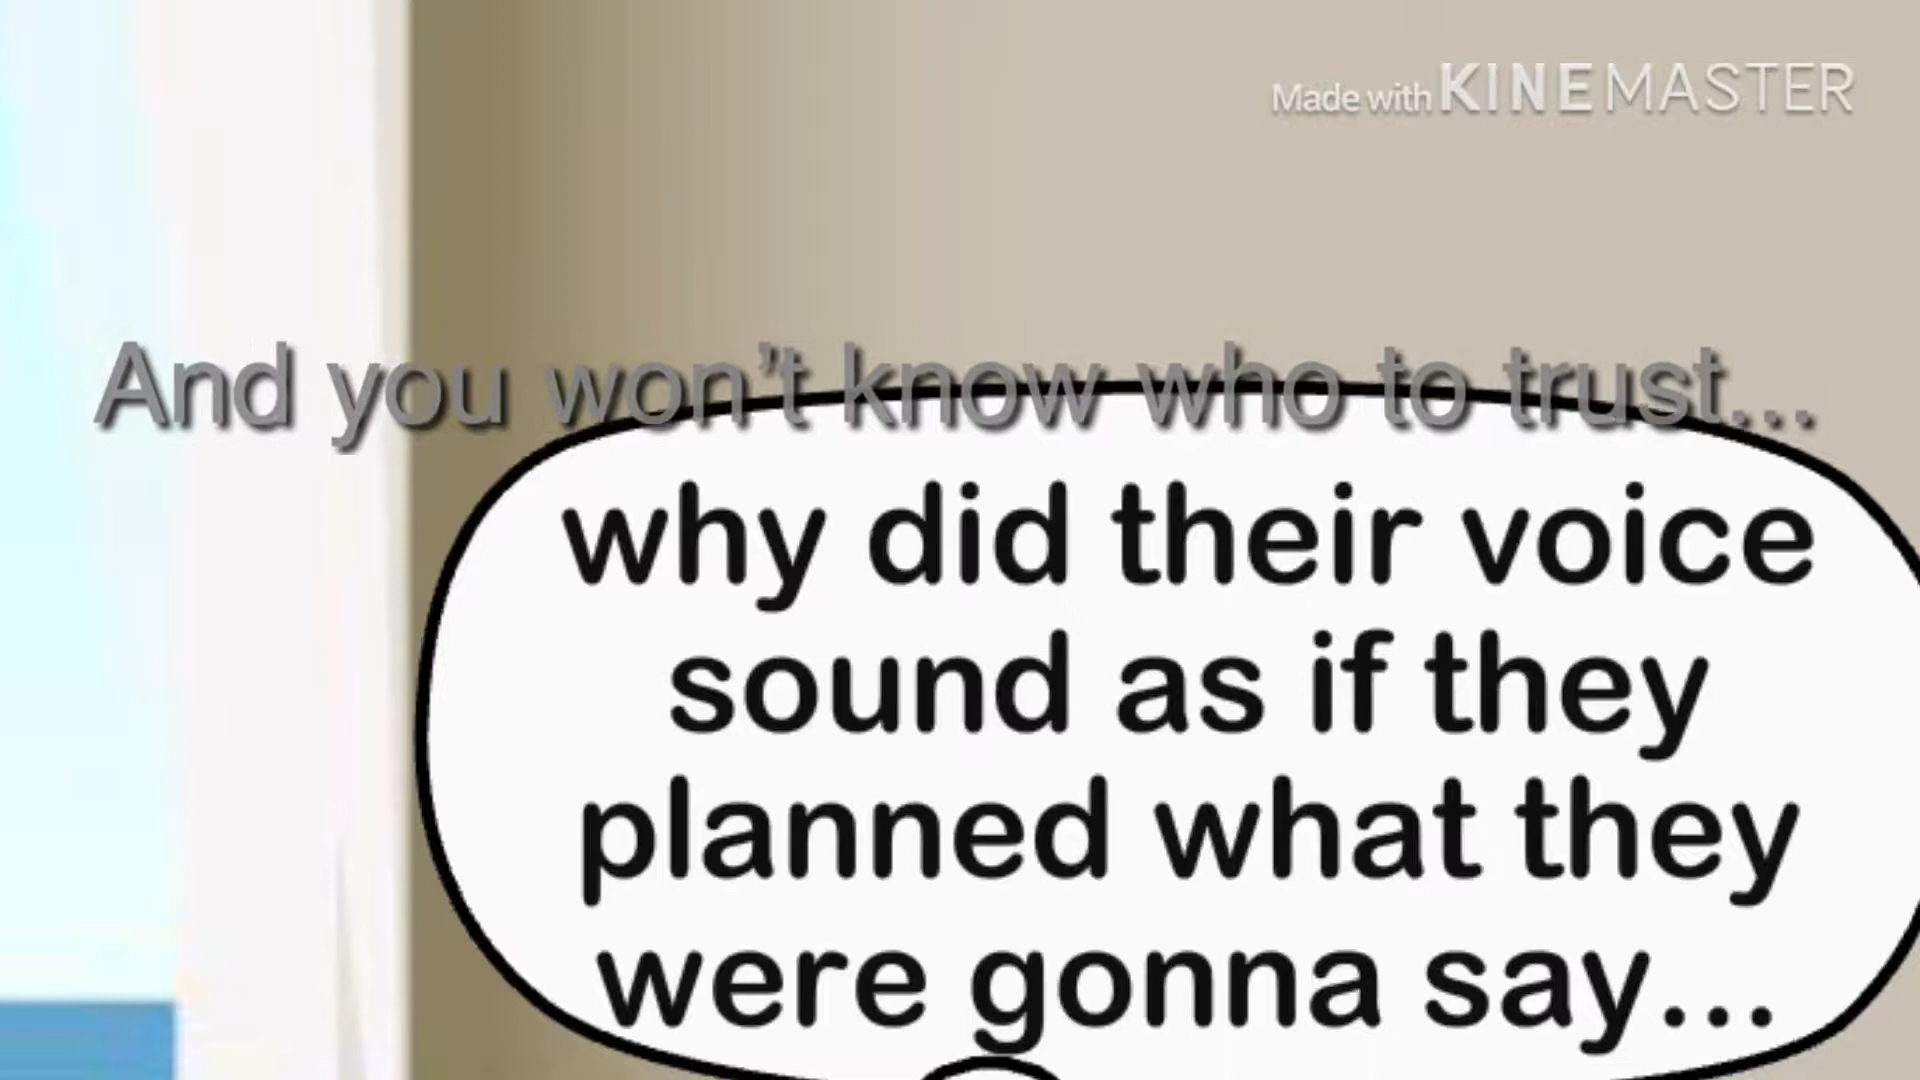 Made with KINEMASTER
And you won't know who to trust...
why did their voice
sound as if they
planned what they
were gonna say...